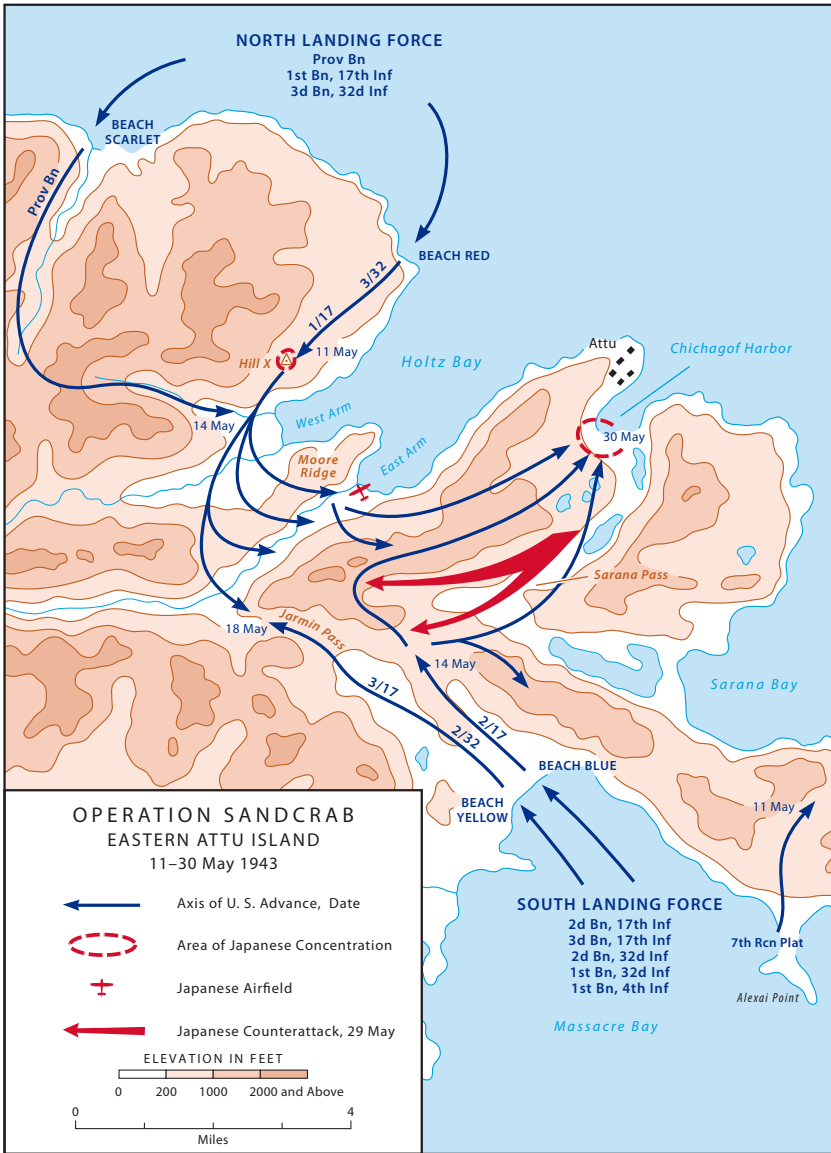 NORTH LANDING FORCE
Prov Bn
1st Bn, 17th Inf
3d Bn, 32d Inf
BEACH
SCARLET
Prov Bn
BEACH RED
3/32
1/17
11 May
Hill X
Holtz Bay
Attu
Chichagof Harbor
West Arm
14 May
30 May
East Arm
Moore
Ridge
Sarana Pass
Jarmin Pass
18 May
14 May
Sarana Bay
3/17
2/17
2/32
BEACH BLUE
BEACH
YELLOW
11 May
SOUTH LANDING FORCE
2d Bn, 17th Inf
3d Bn, 17th Inf
2d Bn, 32d Inf
1st Bn, 32d Inf
1st Bn, 4th Inf
7th Rcn Plat
Alexai Point
Massacre Bay
OPERATION SANDCRAB
EASTERN ATTU ISLAND
11–30 May 1943
Axis of U. S. Advance, Date
Area of Japanese Concentration
Japanese Airfield
Japanese Counterattack, 29 May
ELEVATION IN FEET
0 200 1000 2000 and Above
0 4
Miles